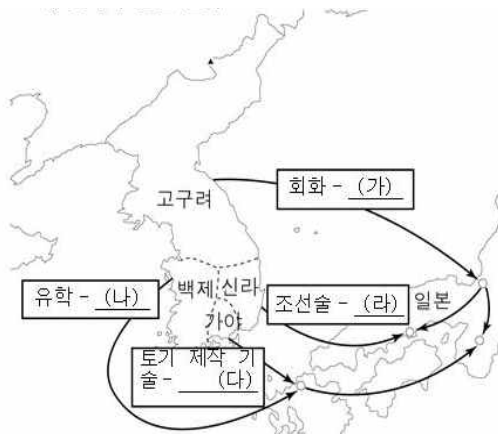 회화 - (가)
고구려
백제
신라
유학 - (나)
조선술 - (라)
일본
가야
토기 제작 기
술- (다)